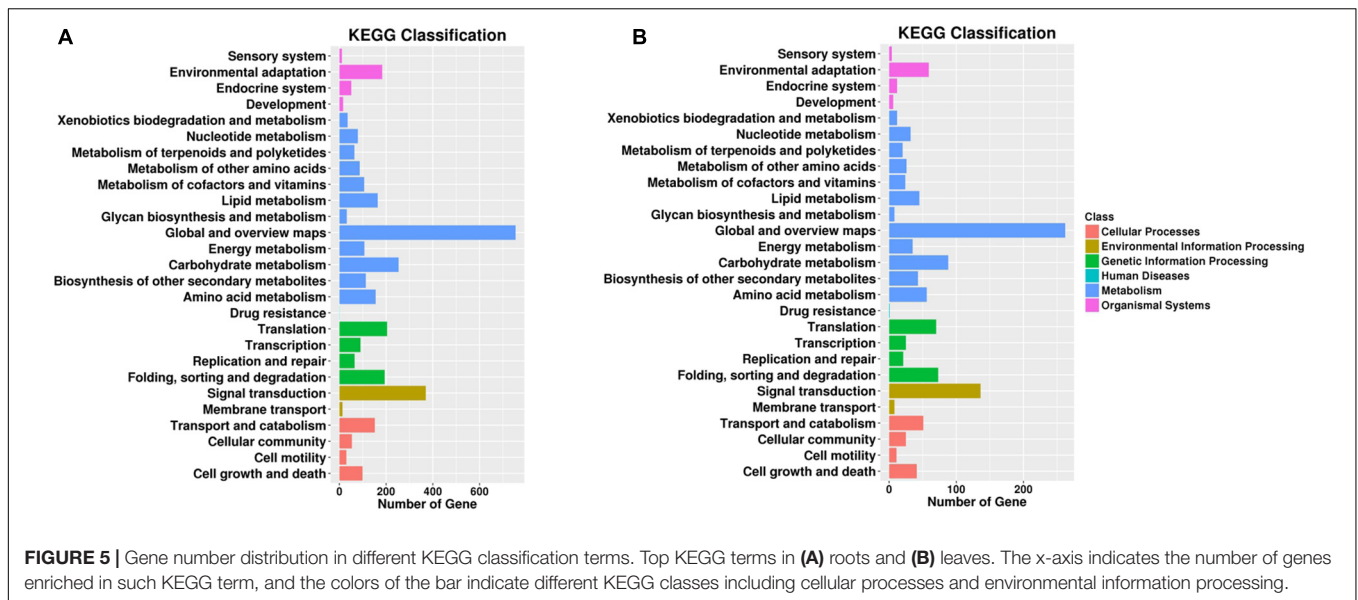 A
KEGG Classification
Sensory system
Environmental adaptation
Endocrine system
Development
Xenobiotics biodegradation and metabolism
Nucleotide metabolism
Metabolism of terpenoids and polyketides
Metabolism of other amino acids
Metabolism of cofactors and vitamins
Lipid metabolism
Glycan biosynthesis and metabolism
Global and overview maps
Energy metabolism
Carbohydrate metabolism
Biosynthesis of other secondary metabolites
Amino acid metabolism
Drug resistance
Translation
Transcription
Replication and repair
Folding, sorting and degradation
Signal transduction
Membrane transport
Transport and catabolism
Cellular community
Cell motility
Cell growth and death
0 200 400 600
Number of Gene
B
KEGG Classification
Sensory system
Environmental adaptation
Endocrine system
Development
Xenobiotics biodegradation and metabolism
Nucleotide metabolism
Metabolism of terpenoids and polyketides
Metabolism of other amino acids
Metabolism of cofactors and vitamins
Lipid metabolism
Glycan biosynthesis and metabolism
Global and overview maps
Energy metabolism
Carbohydrate metabolism
Biosynthesis of other secondary metabolites
Amino acid metabolism
Drug resistance
Translation
Transcription
Replication and repair
Folding, sorting and degradation
Signal transduction
Membrane transport
Transport and catabolism
Cellular community
Cell motility
Cell growth and death
0 100 200
Number of Gene
Class
Cellular Processes
Environmental Information Processing
Genetic Information Processing
Human Diseases
Metabolism
Organismal Systems
FIGURE 5 | Gene number distribution in different KEGG classification terms. Top KEGG terms in (A) roots and (B) leaves. The x-axis indicates the number of genes
enriched in such KEGG term, and the colors of the bar indicate different KEGG classes including cellular processes and environmental information processing.